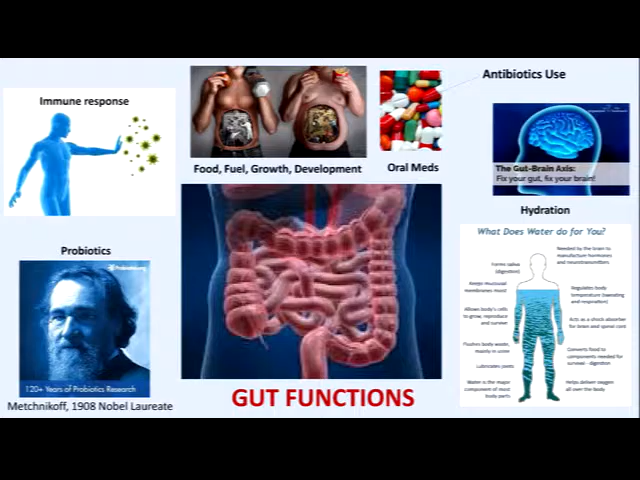 Antibiotics Use
Immune response
Food, Fuel, Growth, Development
Oral Meds
The Gut-Brain Axis:
Fix your gut, fix your brain!
Hydration
What Does Water do for You?
Needed by the brain to
manufacture hormones
and neurotransmitters
Forms saliva
(digestion)
Keeps mucosal
membranes moist
Regulates body
temperature (sweating
and respiration)
Allows body's cells
to grow, reproduce
and survive
Acts as a shock absorber
for brain and spinal cord
Flushes body waste,
mainly in urine
Converts food to
components needed for
survival - digestion
Lubricates joints
Water is the major
component of most
body parts
Helps deliver oxygen
all over the body
Probiotics
120+ Years of Probiotics Research
Metchnikoff, 1908 Nobel Laureate
GUT FUNCTIONS